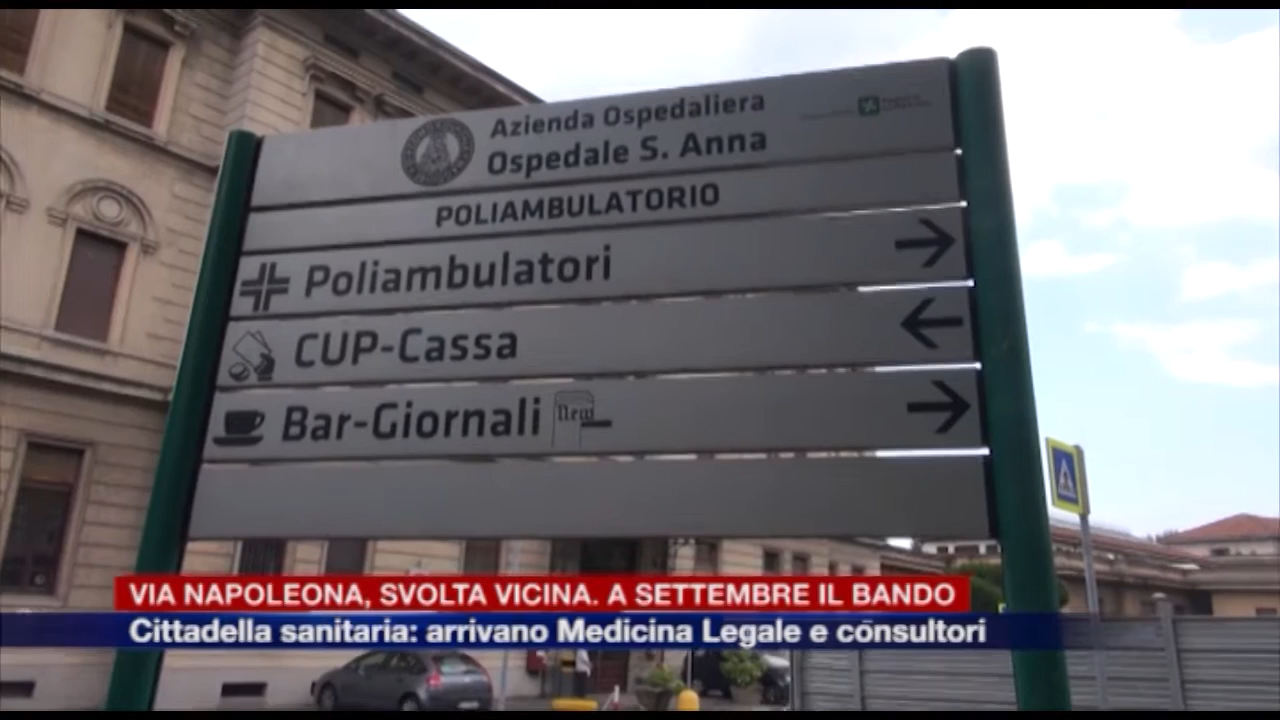 Azienda Ospedaliera
Ospedale S. Anna
POLIAMBULATORIO
Poliambulatori
CUP-Cassa
Bar-Giornali
New
VIA NAPOLEONA, SVOLTA VICINA. A SETTEMBRE IL BANDO
Cittadella sanitaria: arrivano Medicina Legale e consultori